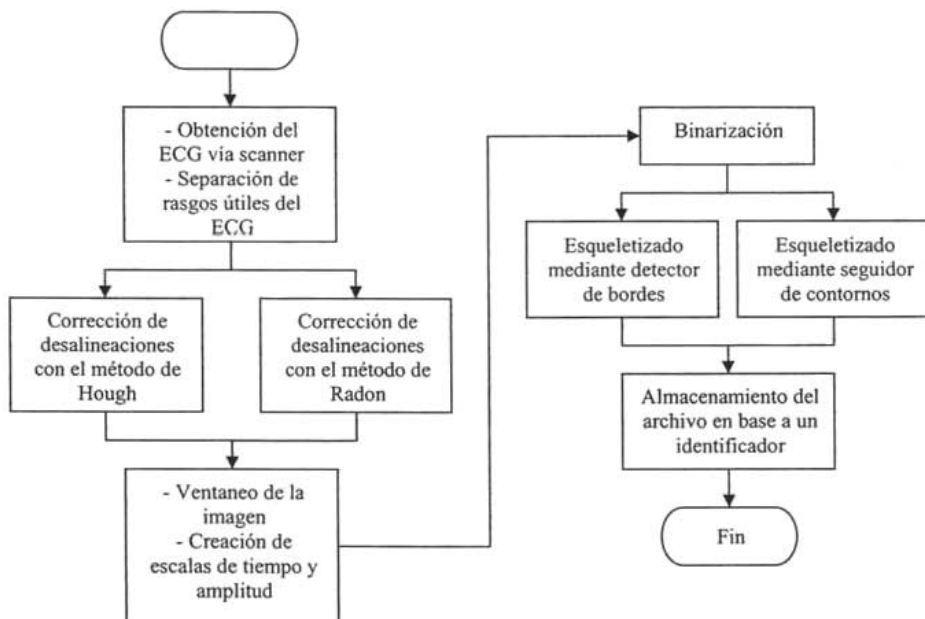 - Obtención del
ECG vía scanner
- Separación de
rasgos útiles del
ECG
Corrección de
desalineaciones
con el método de
Hough
Corrección de
desalineaciones
con el método de
Radon
- Ventaneo de la
imagen
- Creación de
escalas de tiempo y
amplitud
Binarización
Esqueletizado
mediante detector
de bordes
Esqueletizado
mediante seguidor
de contornos
Almacenamiento del
archivo en base a un
identificador
Fin